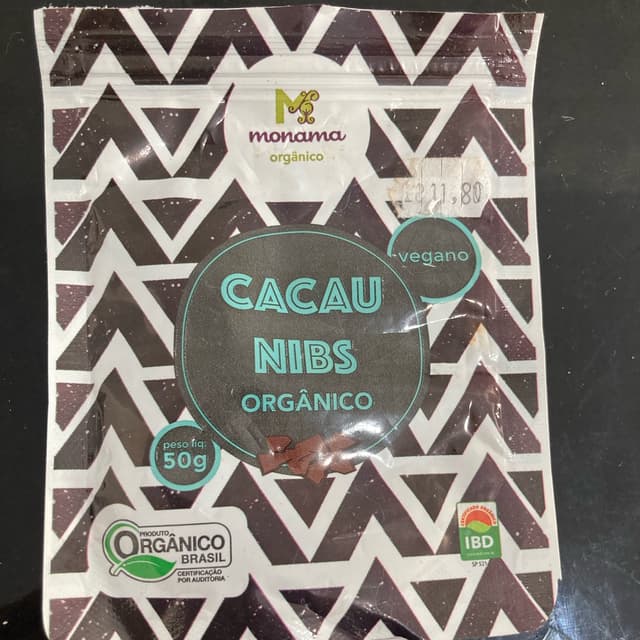 monama
orgânico
11,80
vegano
CACAU
NIBS
ORGÂNICO
peso líq:
50g
PRODUTO
ORGÂNICO
BRASIL
CERTIFICAÇÃO
POR AUDITORIA
IBD